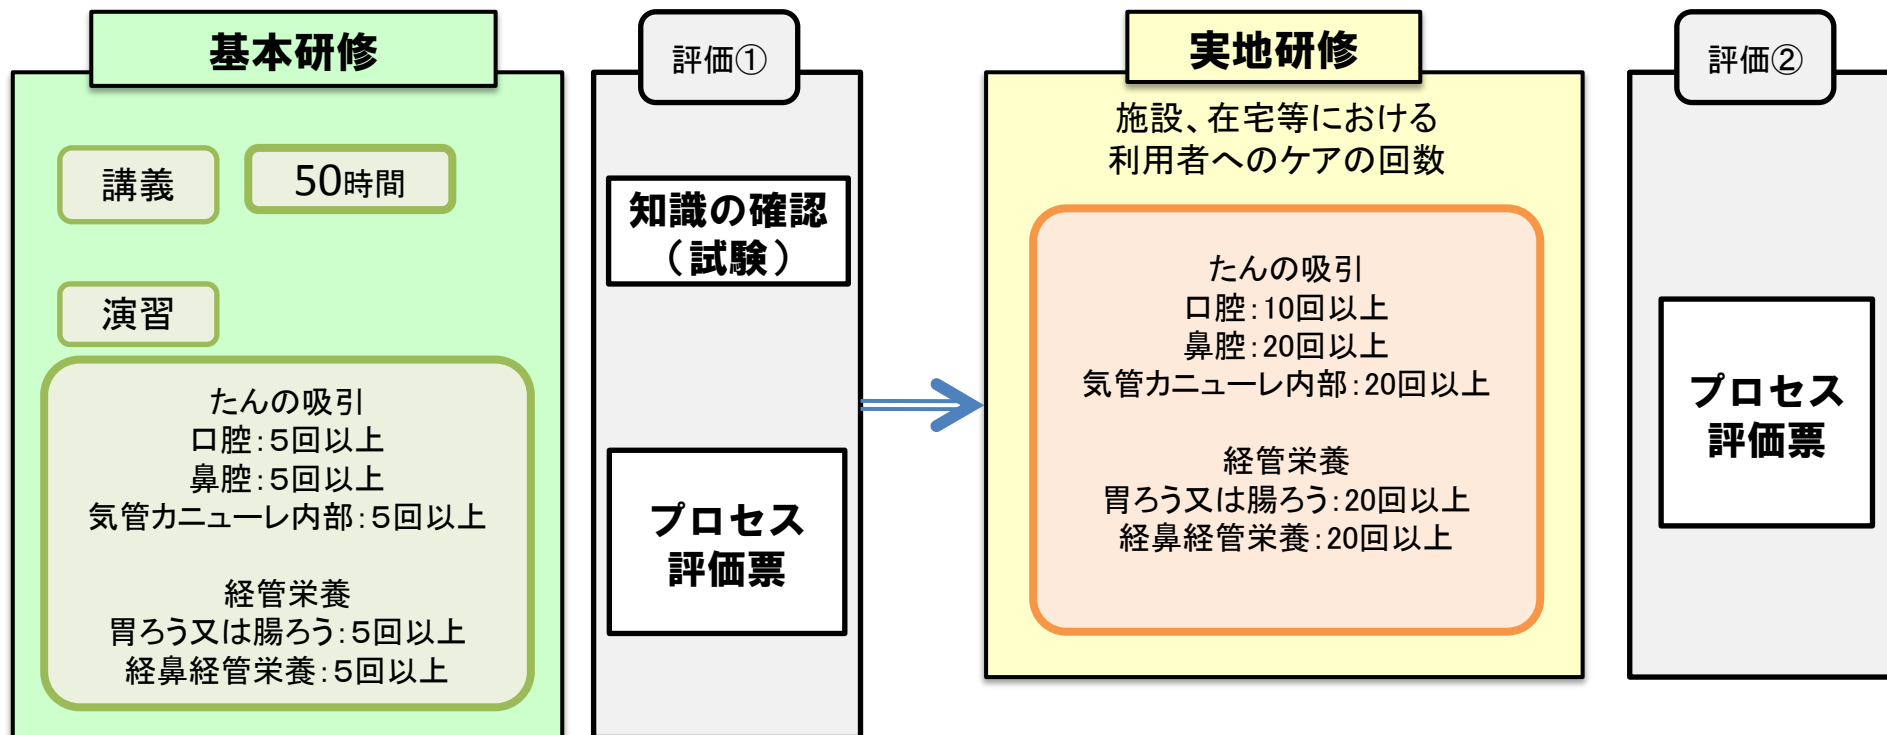 基本研修
講義
50時間
演習
たんの吸引
口腔：５回以上
鼻腔：５回以上
気管カニューレ内部：５回以上
経管栄養
胃ろう又は腸ろう：５回以上
経鼻経管栄養：５回以上
評価①
知識の確認
（試験）
プロセス
評価票
実地研修
施設、在宅等における
利用者へのケアの回数
たんの吸引
口腔：10回以上
鼻腔：20回以上
気管カニューレ内部：20回以上
経管栄養
胃ろう又は腸ろう：20回以上
経鼻経管栄養：20回以上
評価②
プロセス
評価票